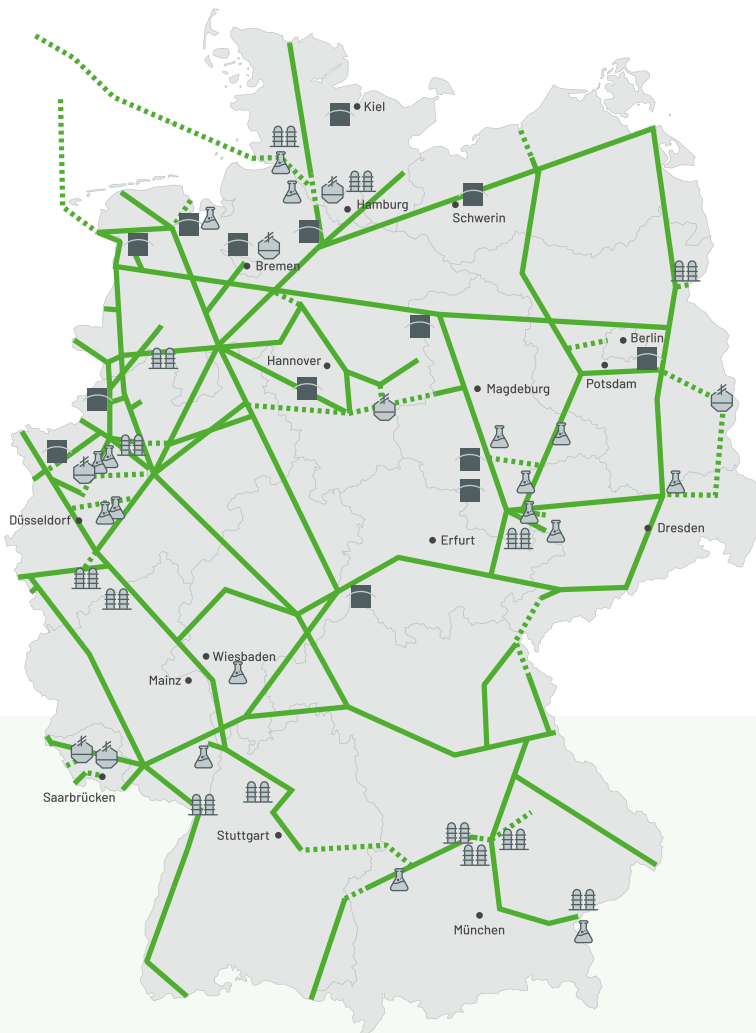 Kiel
Hamburg
Schwerin
Bremen
Berlin
Hannover
Potsdam
Magdeburg
Düsseldorf
Dresden
Erfurt
Wiesbaden
Mainz
Saarbrücken
Stuttgart
München